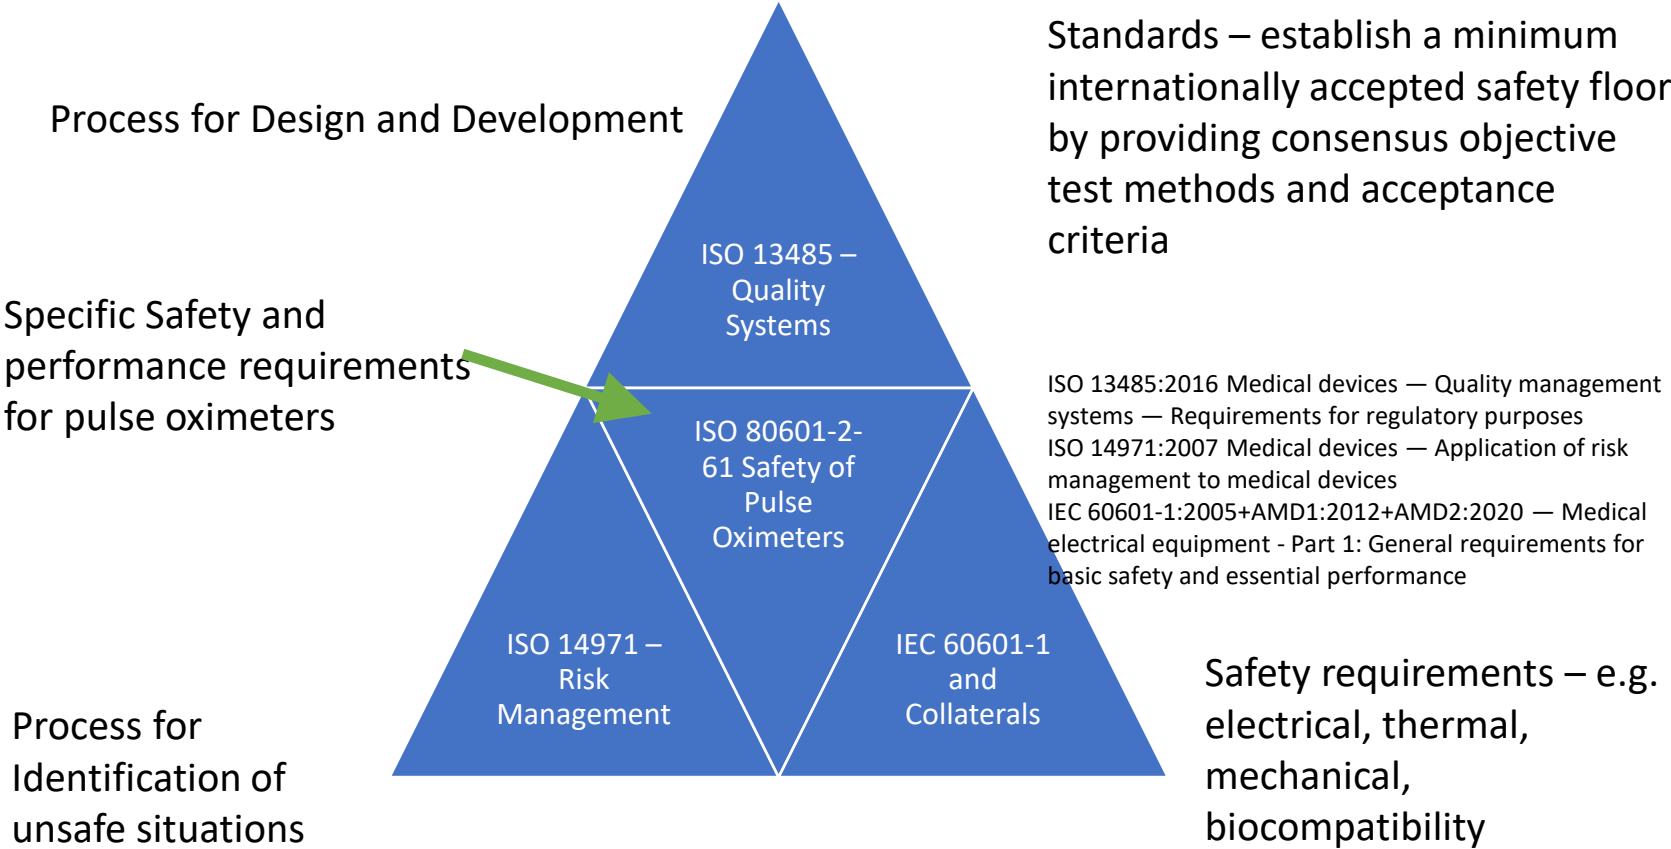 Process for Design and Development
Standards – establish a minimum
internationally accepted safety floor
by providing consensus objective
test methods and acceptance
criteria
ISO 13485 –
Quality
Systems
Specific Safety and
performance requirements
for pulse oximeters
ISO 80601-2-
61 Safety of
Pulse
Oximeters
ISO 13485:2016 Medical devices — Quality management
systems — Requirements for regulatory purposes
ISO 14971:2007 Medical devices — Application of risk
management to medical devices
IEC 60601-1:2005+AMD1:2012+AMD2:2020 — Medical
electrical equipment - Part 1: General requirements for
basic safety and essential performance
ISO 14971 –
Risk
Management
IEC 60601-1
and
Collaterals
Process for
Identification of
unsafe situations
Safety requirements – e.g.
electrical, thermal,
mechanical,
biocompatibility